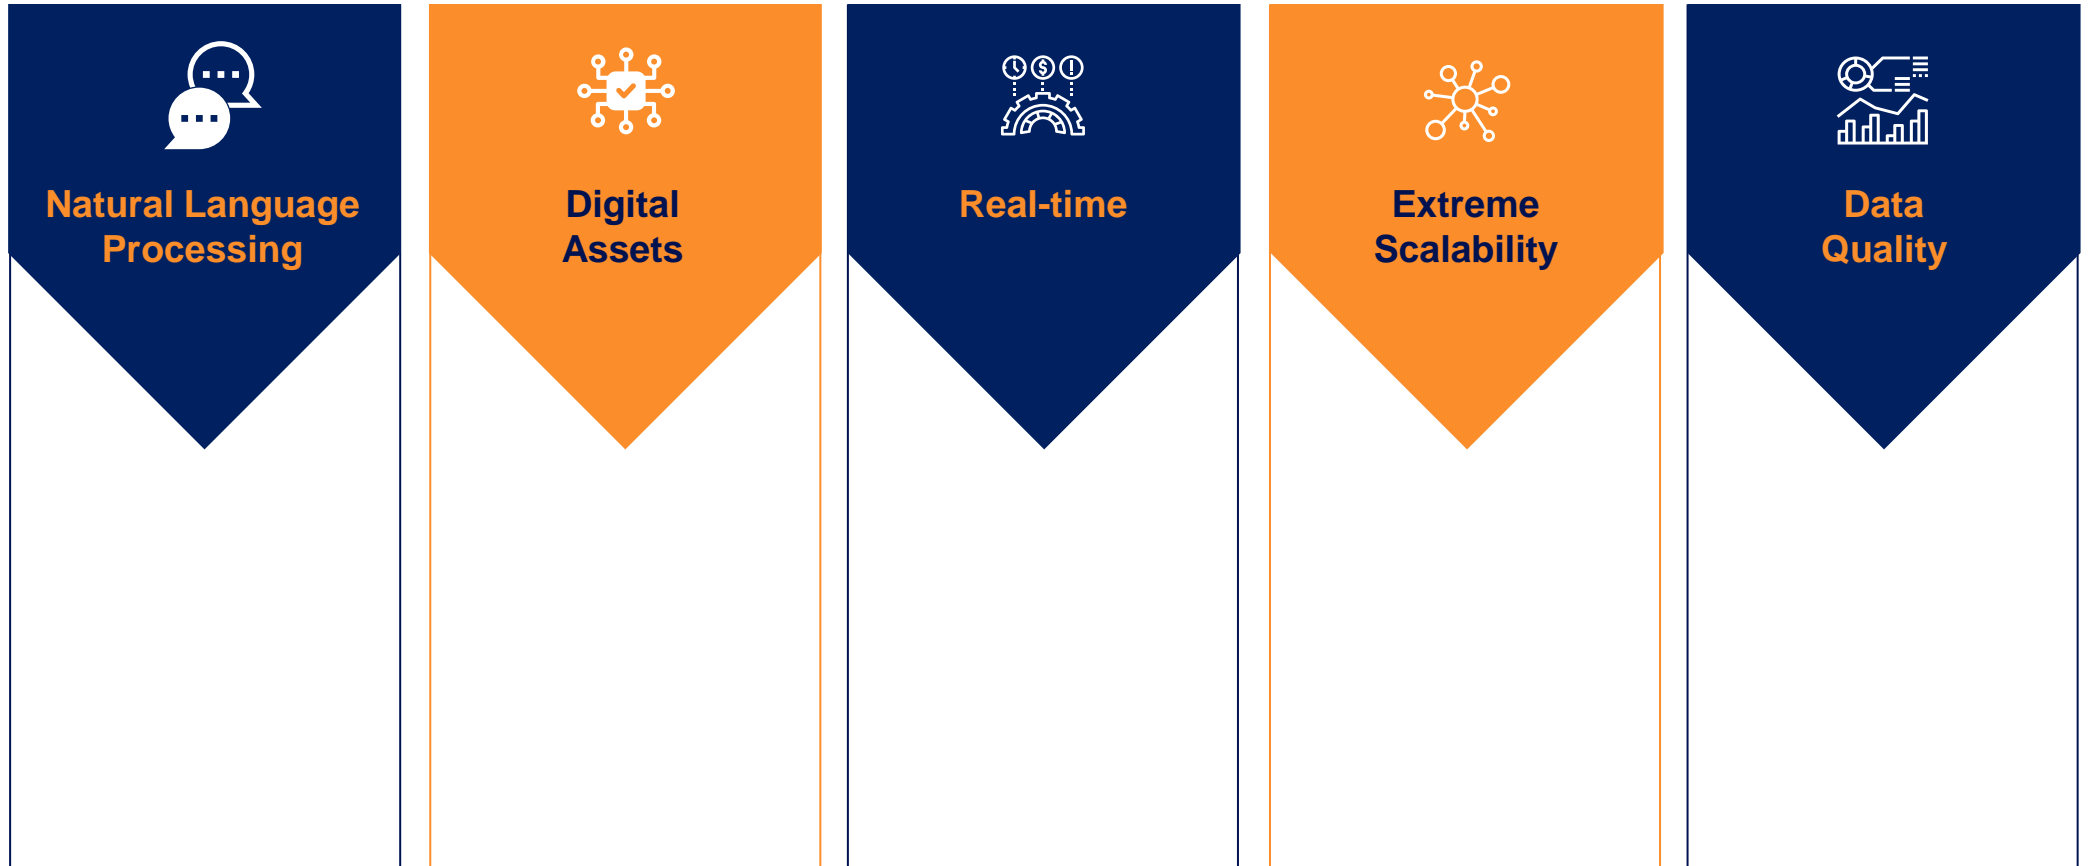 Natural Language
Processing
Digital
Assets
Real-time
Extreme
Scalability
Data
Quality